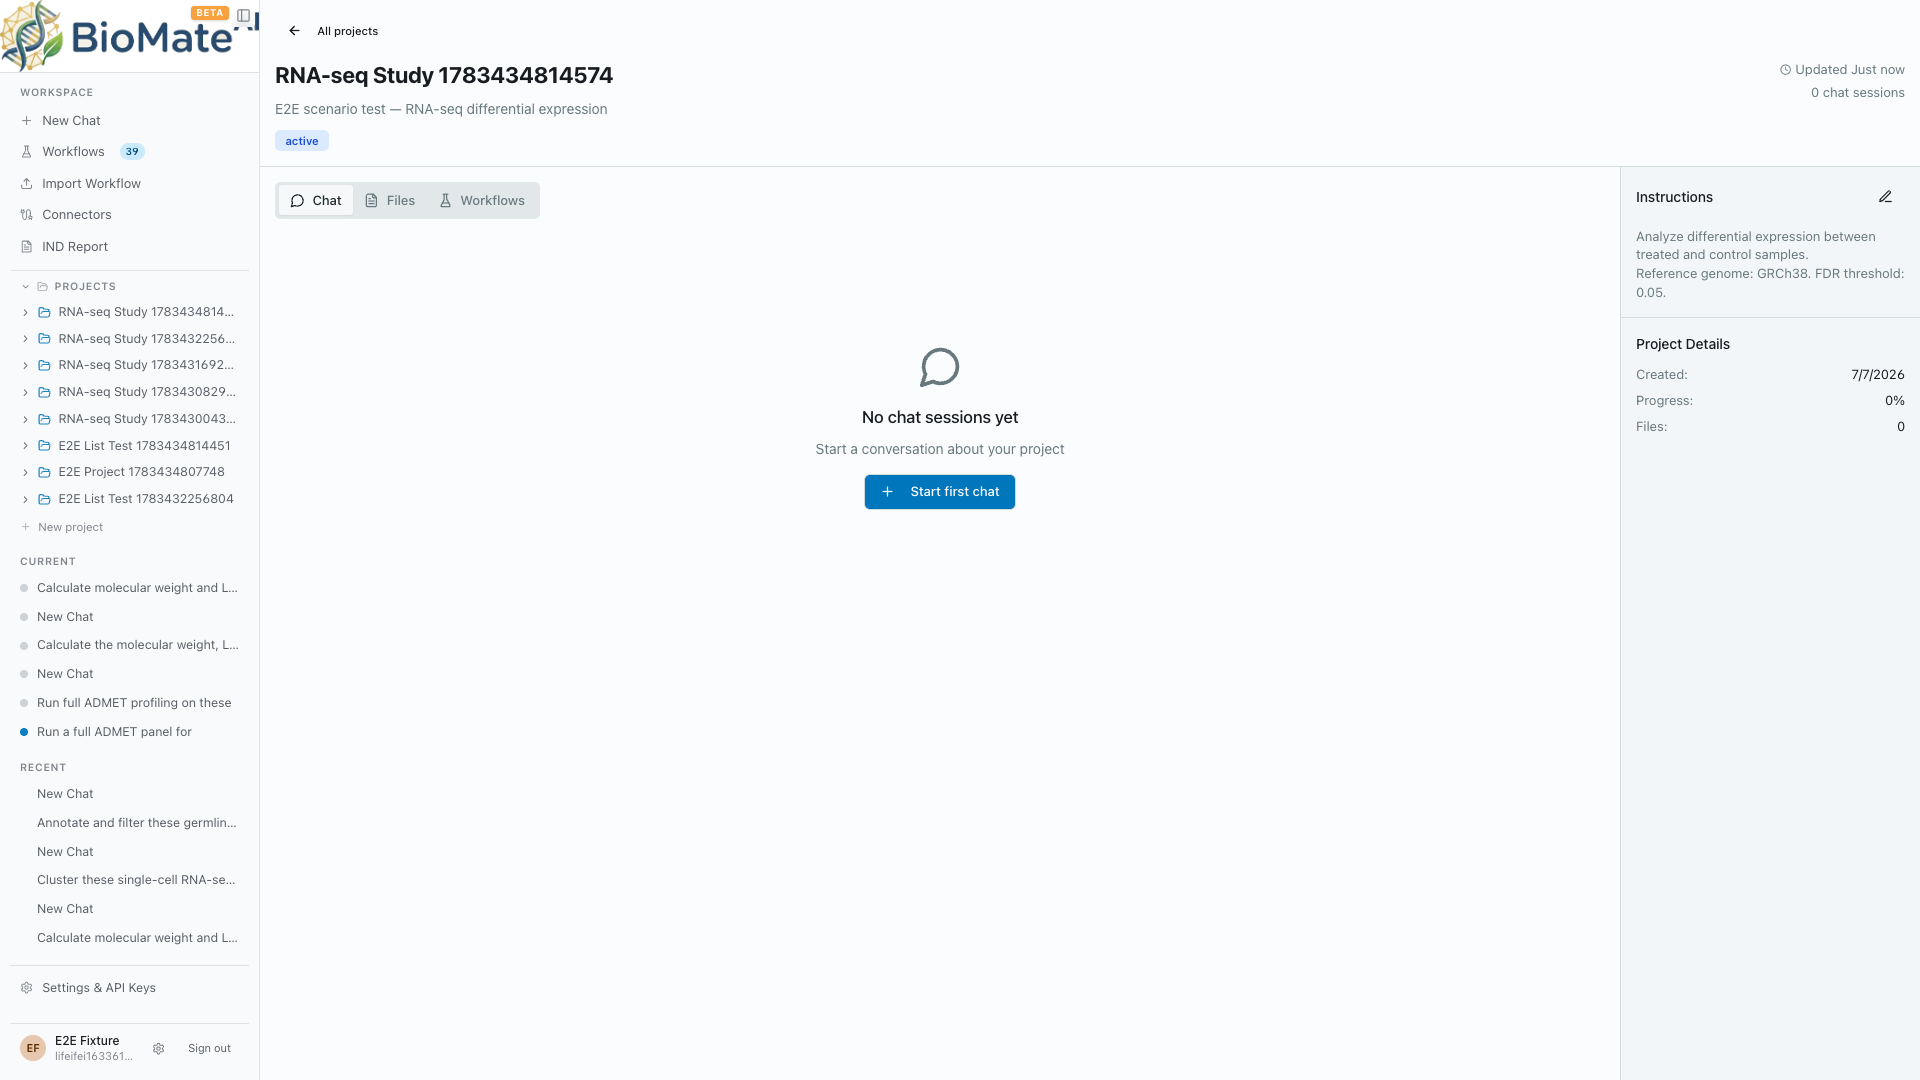 BioMate
BETA
WORKSPACE
New Chat
Workflows 39
Import Workflow
Connectors
IND Report
PROJECTS
RNA-seq Study 1783434814...
RNA-seq Study 1783432256...
RNA-seq Study 1783431692...
RNA-seq Study 1783430829...
RNA-seq Study 1783430043...
E2E List Test 1783434814451
E2E Project 1783434807748
E2E List Test 1783432256804
New project
CURRENT
Calculate molecular weight and L...
New Chat
Calculate the molecular weight, L...
New Chat
Run full ADMET profiling on these
Run a full ADMET panel for
RECENT
New Chat
Annotate and filter these germlin...
New Chat
Cluster these single-cell RNA-se...
New Chat
Calculate molecular weight and L...
Settings & API Keys
EF
E2E Fixture
lifeifei163361...
Sign out
All projects
RNA-seq Study 1783434814574
E2E scenario test — RNA-seq differential expression
active
Updated Just now
0 chat sessions
Chat Files Workflows
No chat sessions yet
Start a conversation about your project
Start first chat
Instructions
Analyze differential expression between
treated and control samples.
Reference genome: GRCh38. FDR threshold:
0.05.
Project Details
Created: 7/7/2026
Progress: 0%
Files: 0